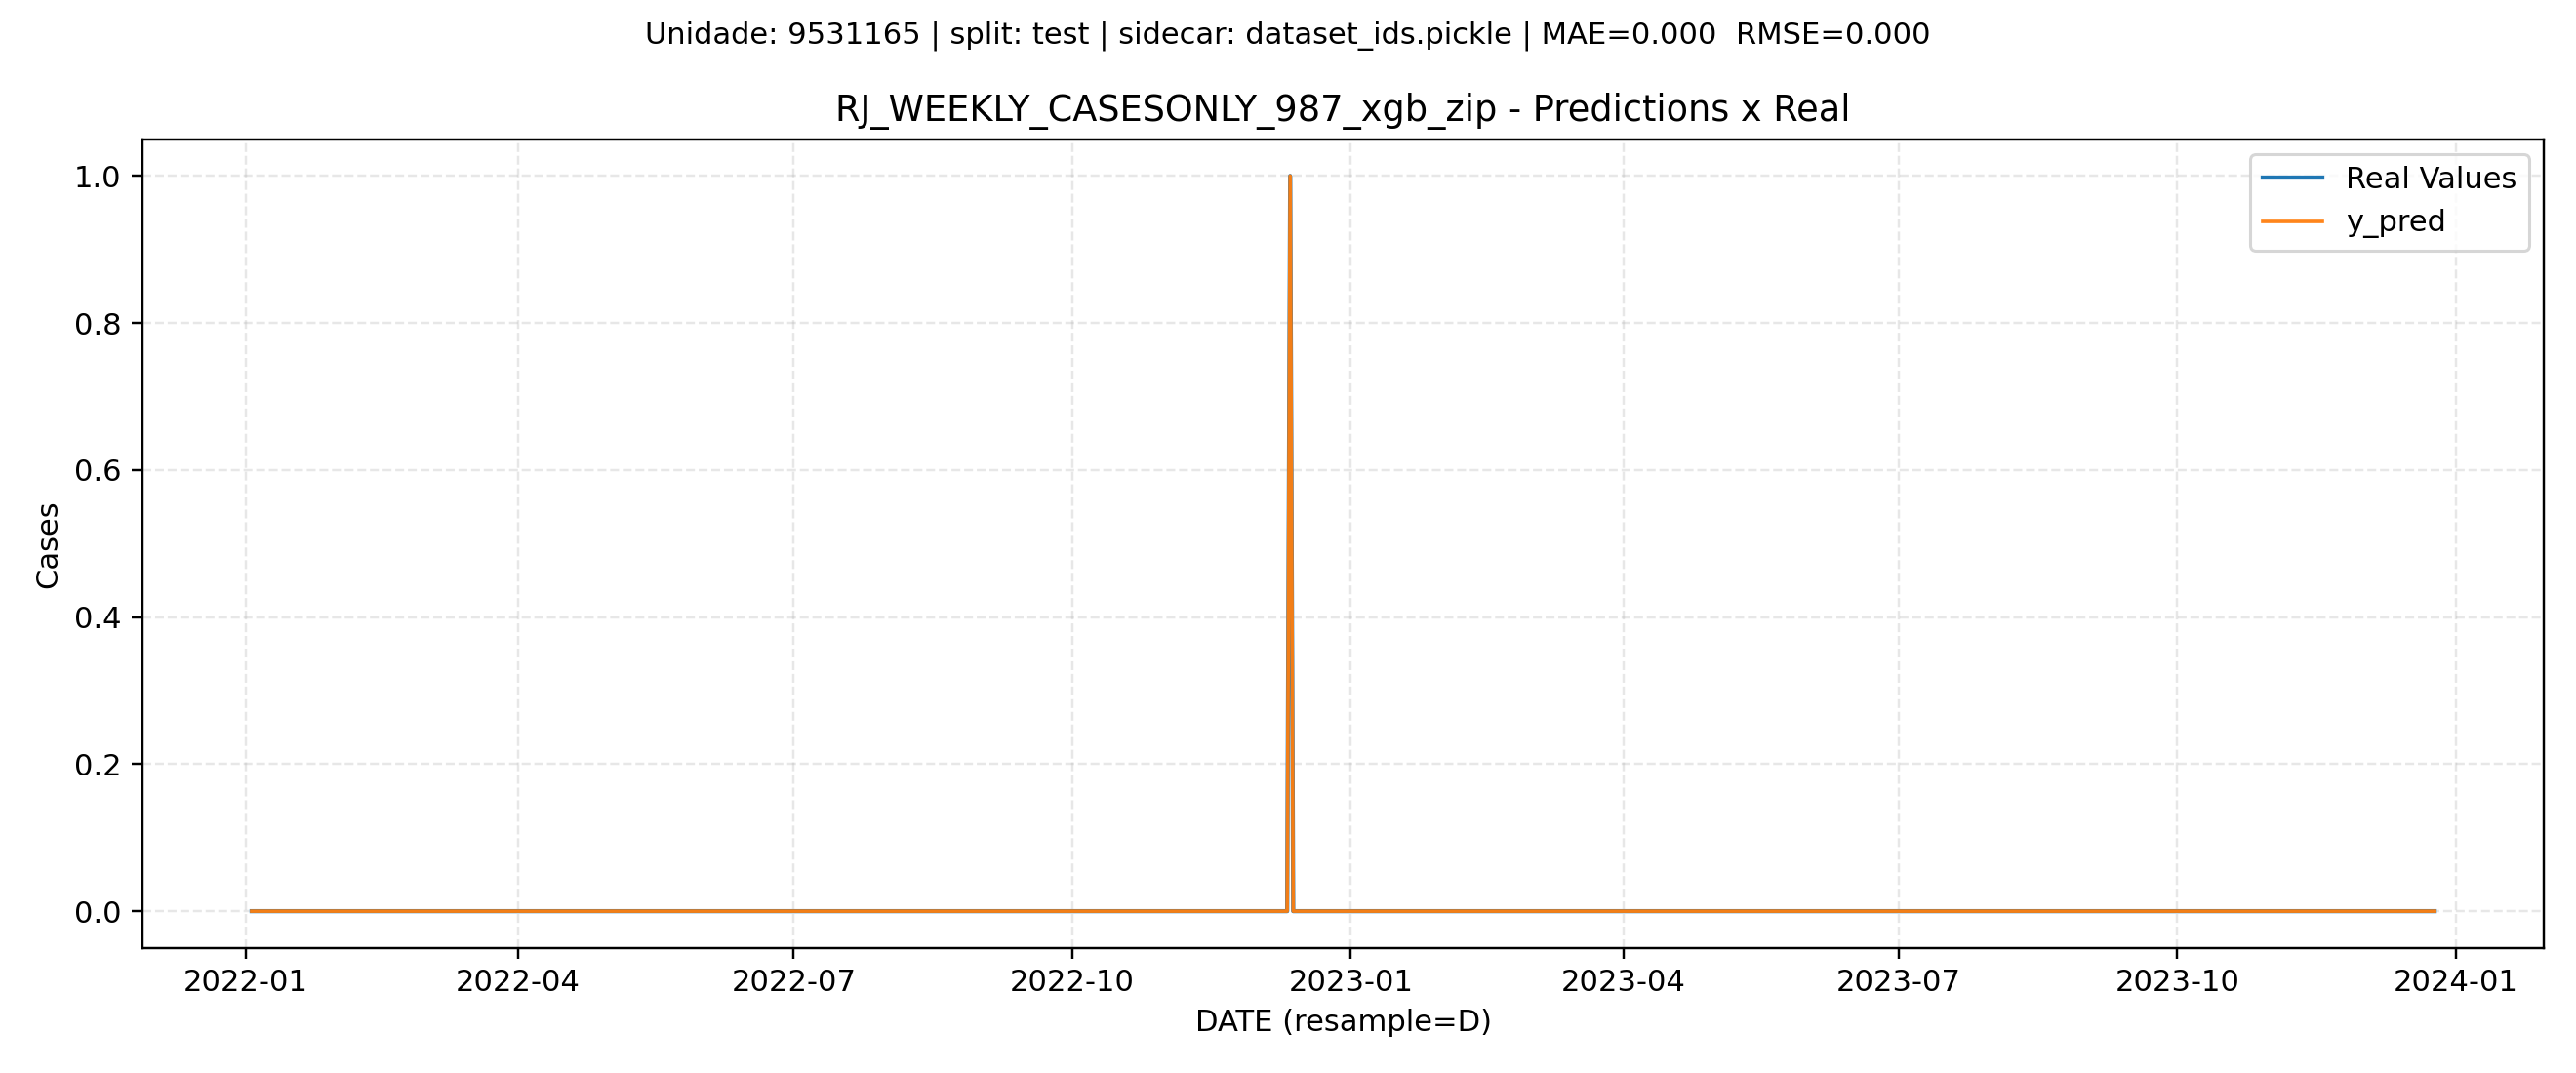 Unidade: 9531165 | split: test | sidecar: dataset_ids.pickle | MAE=0.000  RMSE=0.000
RJ_WEEKLY_CASESONLY_987_xgb_zip - Predictions x Real
Real Values
y_pred
Cases
1.0
0.8
0.6
0.4
0.2
0.0
2022-01
2022-04
2022-07
2022-10
2023-01
2023-04
2023-07
2023-10
2024-01
DATE (resample=D)